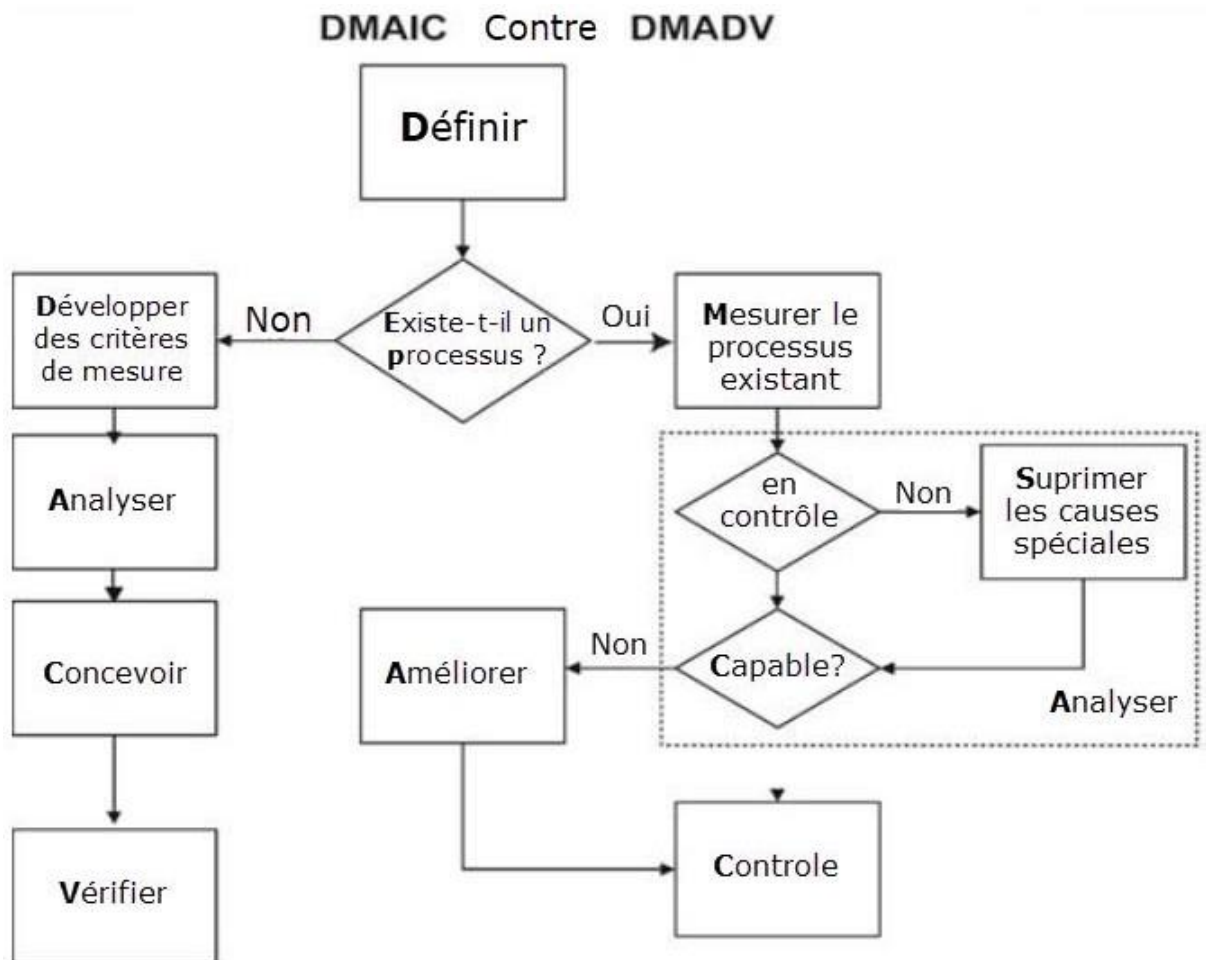 DMAIC Contre DMADV
Définir
Développer
des critères
de mesure
Non
Existe-t-il un
processus ?
Oui
Mesurer le
processus
existant
Analyser
en
contrôle
Non
Suprimer
les causes
spéciales
Concevoir
Améliorer
Non
Capable?
Analyser
Vérifier
Controle